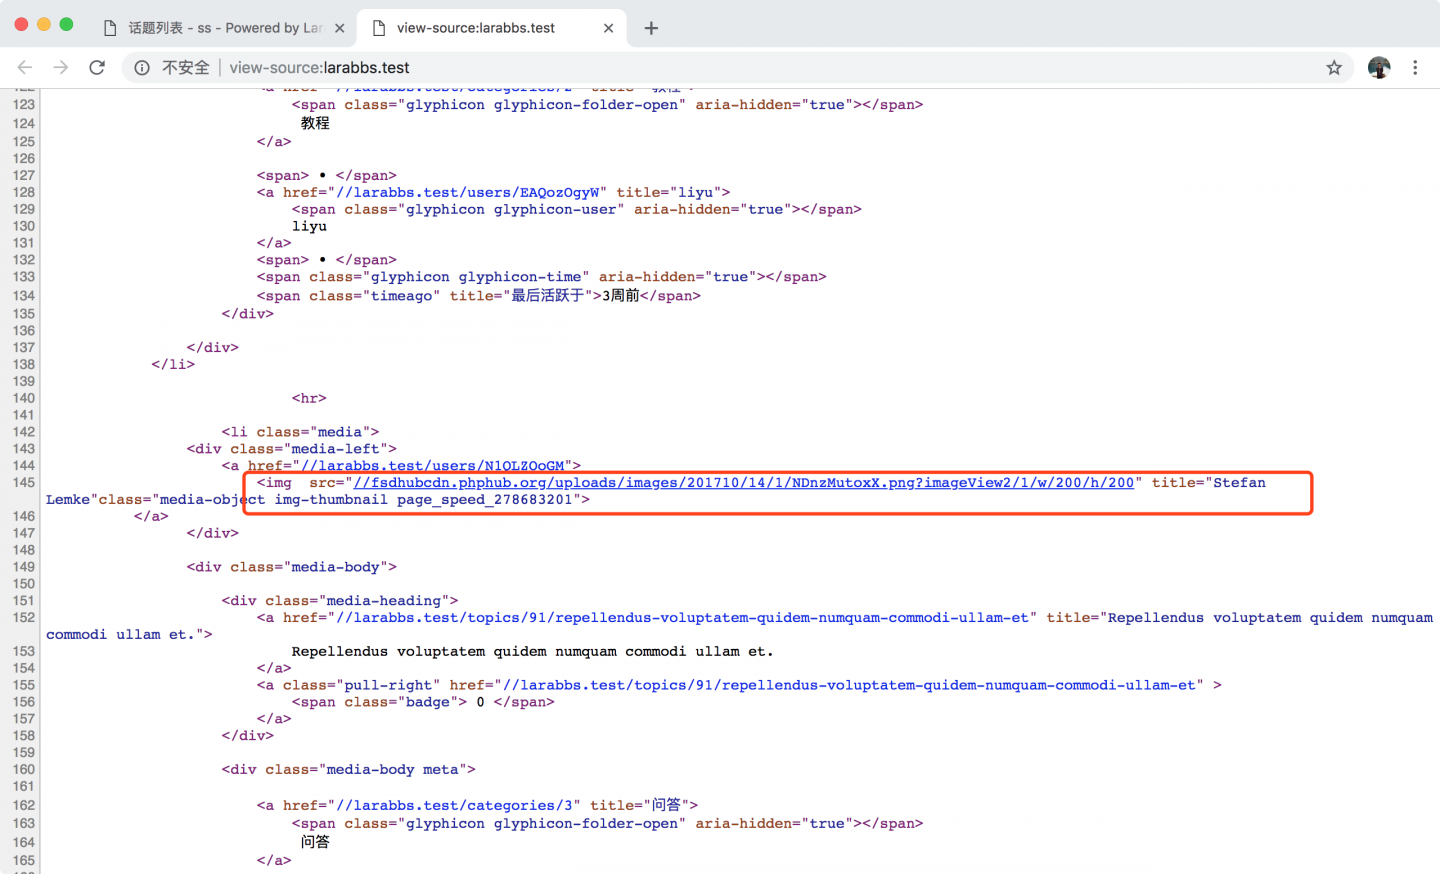 话题列表 - ss - Powered by Lar
view-source:larabbs.test
不安全 | view-source:larabbs.test
122 <a href="//larabbs.test/categories/2" title="教程">
123 <span class="glyphicon glyphicon-folder-open" aria-hidden="true"></span>
124 教程
125 </a>
126
127 <span> • </span>
128 <a href="//larabbs.test/users/EAQozOgyW" title="liyu">
129 <span class="glyphicon glyphicon-user" aria-hidden="true"></span>
130 liyu
131 </a>
132 <span> • </span>
133 <span class="glyphicon glyphicon-time" aria-hidden="true"></span>
134 <span class="timeago" title="最后活跃于">3周前</span>
135 </div>
136
137 </div>
138 </li>
139
140 <hr>
141
142 <li class="media">
143 <div class="media-left">
144 <a href="//larabbs.test/users/N1QLZOoGM">
145 <img  src="//fsdhubcdn.phphub.org/uploads/images/201710/14/1/NDnzMutoxX.png?imageView2/1/w/200/h/200" title="Stefan
Lemke"class="media-object img-thumbnail page_speed_278683201">
146 </a>
147 </div>
148
149 <div class="media-body">
150
151 <div class="media-heading">
152 <a href="//larabbs.test/topics/91/repellendus-voluptatem-quidem-numquam-commodi-ullam-et" title="Repellendus voluptatem quidem numquam
commodi ullam et.">
153 Repellendus voluptatem quidem numquam commodi ullam et.
154 </a>
155 <a class="pull-right" href="//larabbs.test/topics/91/repellendus-voluptatem-quidem-numquam-commodi-ullam-et" >
156 <span class="badge"> 0 </span>
157 </a>
158 </div>
159
160 <div class="media-body meta">
161
162 <a href="//larabbs.test/categories/3" title="问答">
163 <span class="glyphicon glyphicon-folder-open" aria-hidden="true"></span>
164 问答
165 </a>